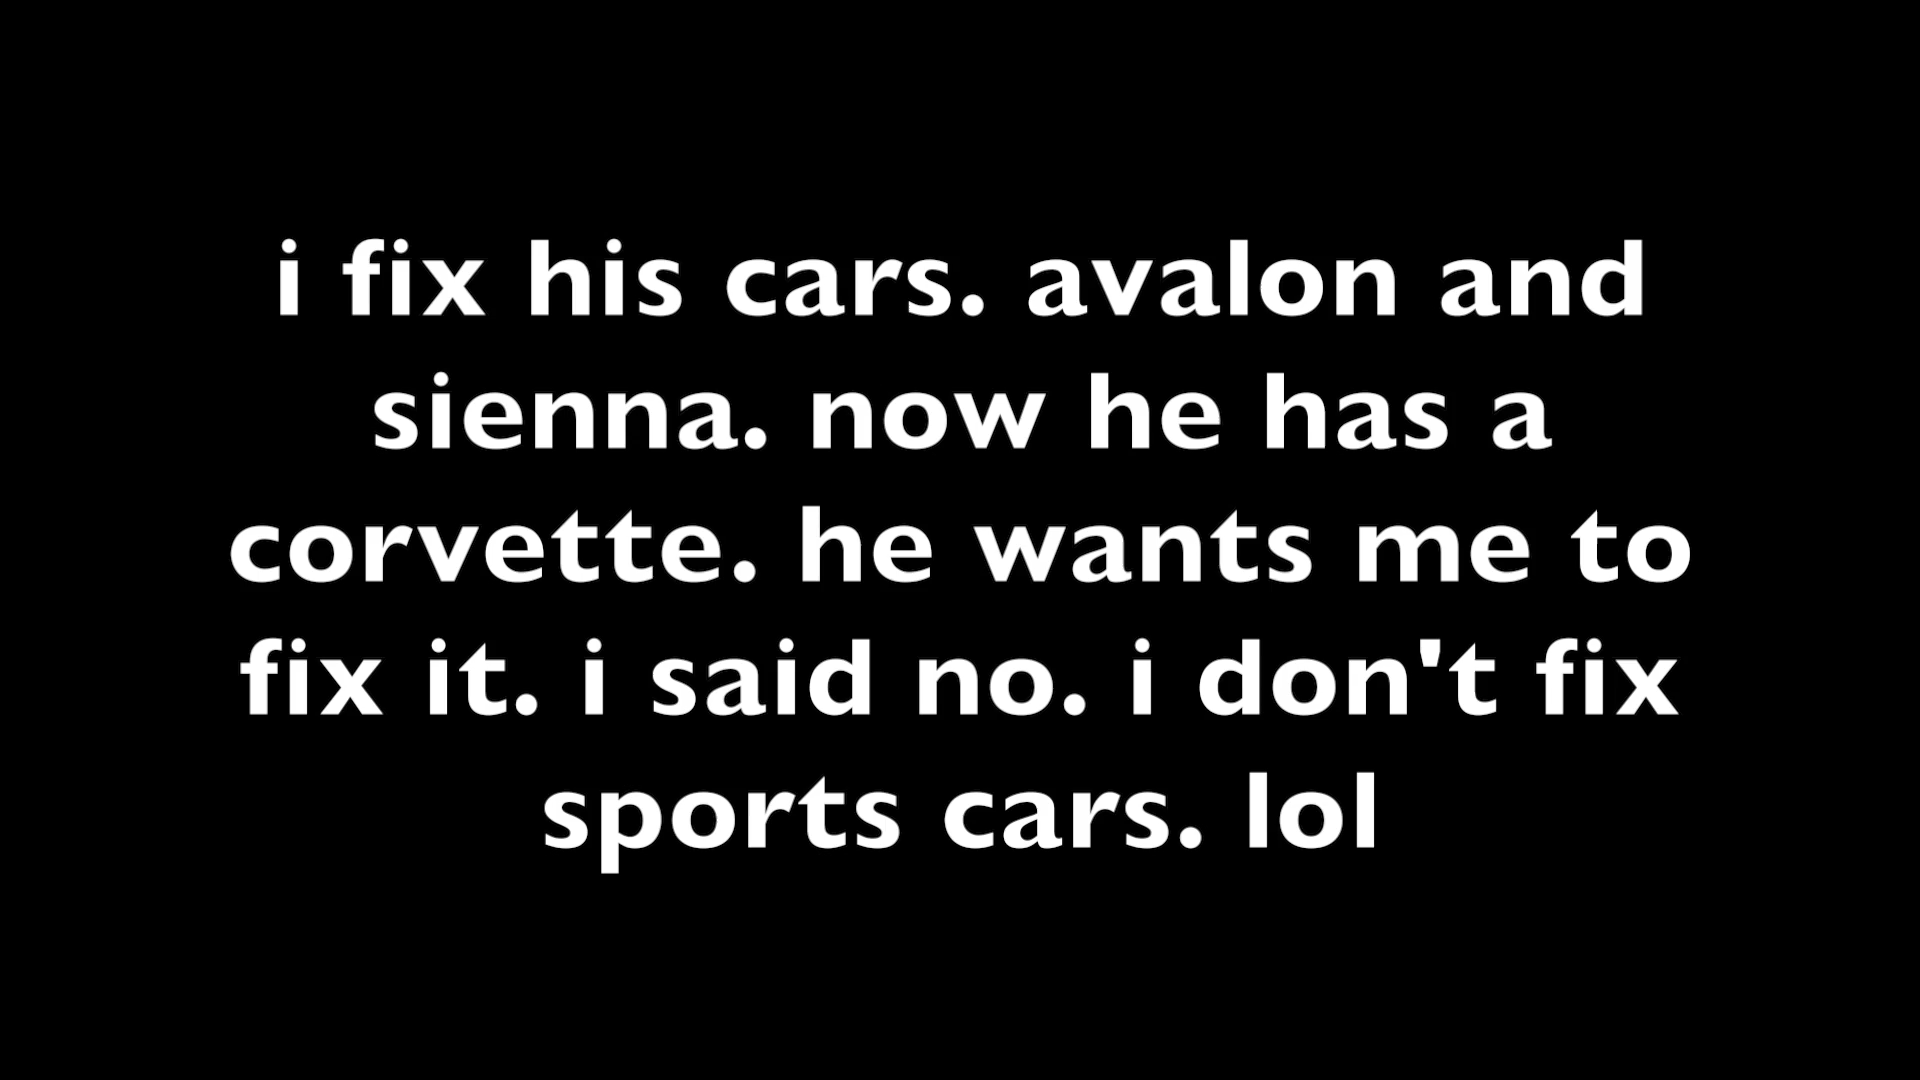 i fix his cars. avalon and
sienna. now he has a
corvette. he wants me to
fix it. i said no. i don't fix
sports cars. lol